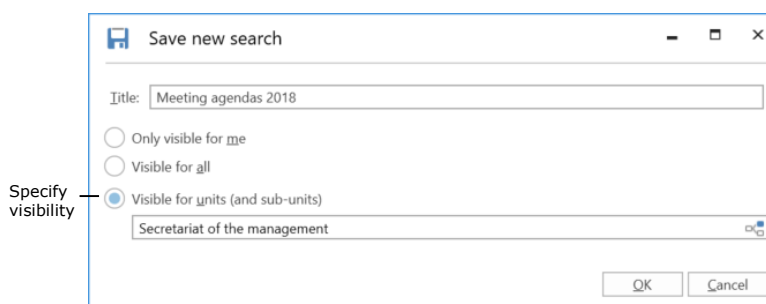 Save new search
Title: Meeting agendas 2018
Only visible for me
Visible for all
Specify
visibility
Visible for units (and sub-units)
Secretariat of the management
OK Cancel